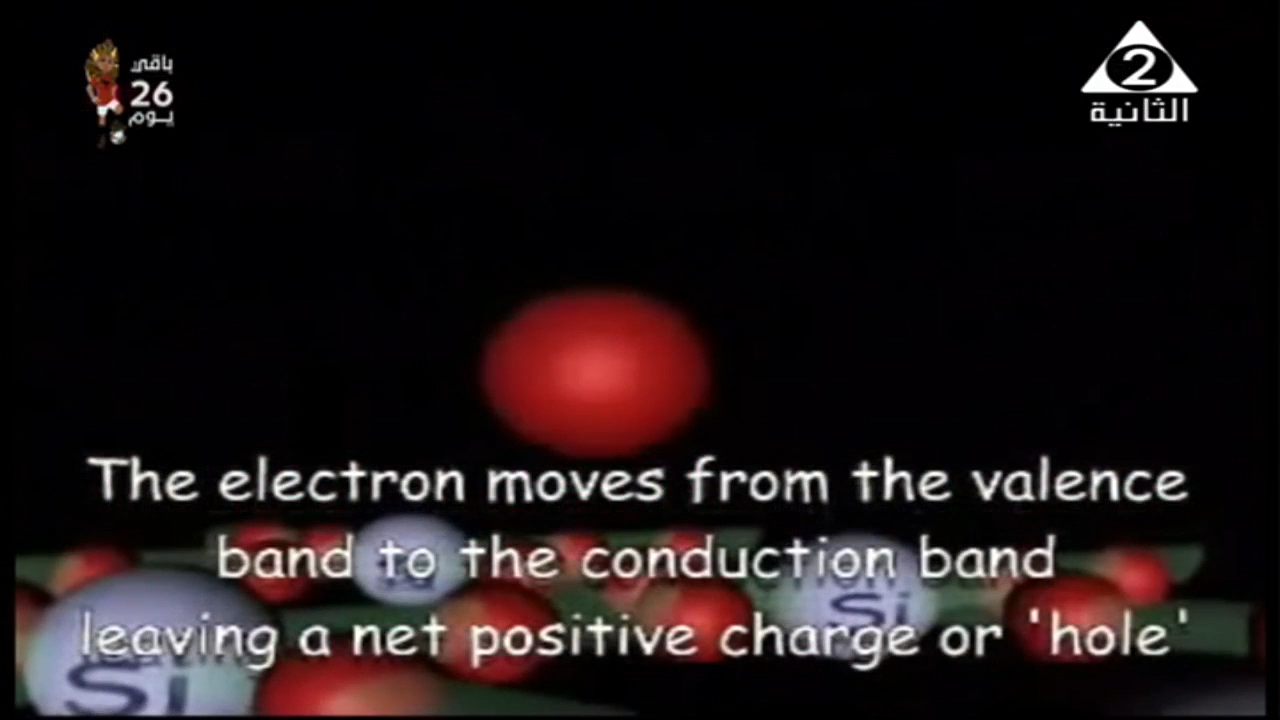 باقي
26
يوم
2
الثانية
The electron moves from the valence
band to the conduction band
leaving a net positive charge or 'hole'
Si
Si